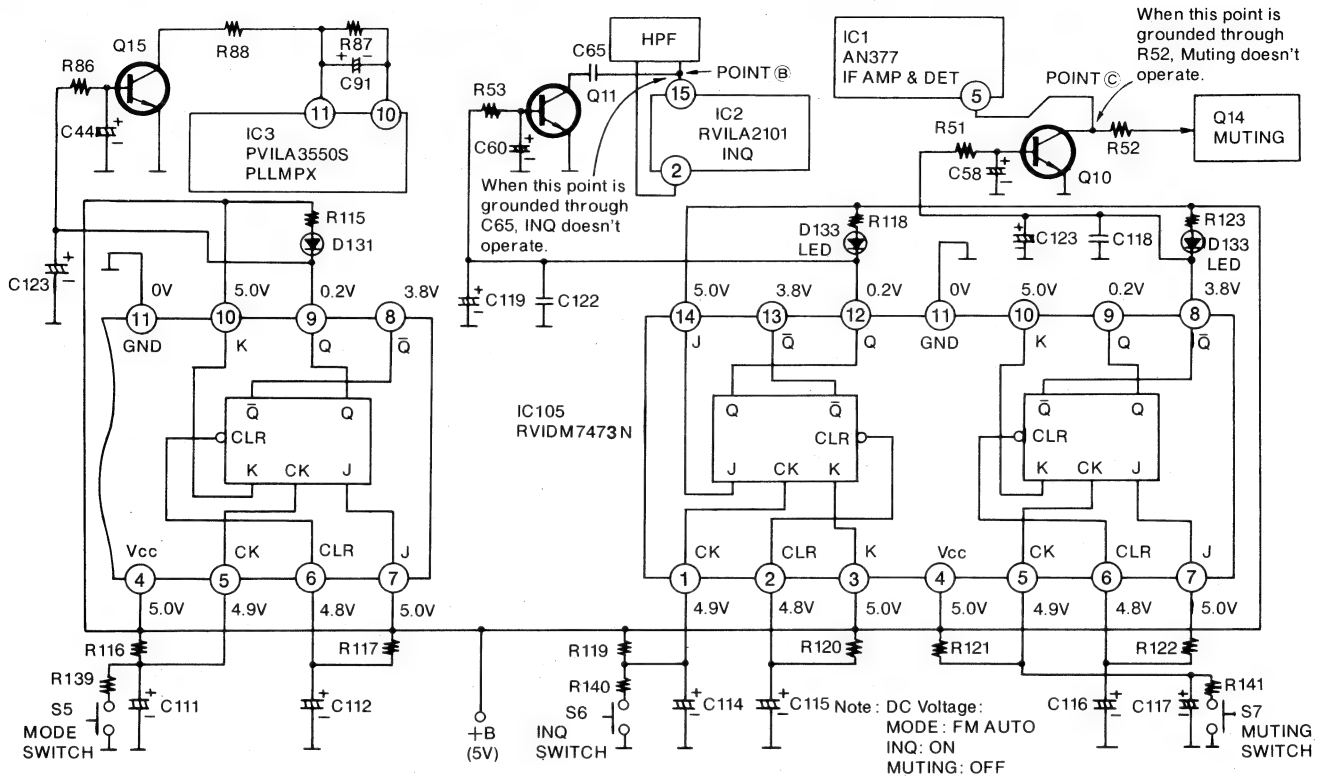 Q15
R88
R87
+ -
C91
R86
C44
+
-
11
10
IC3
PVILA3550S
PLLMPX
HPF
C65
POINT Ⓑ
Q11
15
R53
IC2
RVILA2101
INQ
C60
+
-
2
When this point is
grounded through
C65, INQ doesn't
operate.
IC1
AN377
IF AMP & DET
5
When this point is
grounded through
R52, Muting doesn't
operate.
POINT Ⓒ
R51
C58
+
-
Q10
R52
Q14
MUTING
R115
D131
C123
+
-
0V
5.0V
0.2V
3.8V
11
10
9
8
GND
K
Q
Q̅
Q̅
Q
CLR
K
CK
J
Vcc
CK
CLR
J
4
5
6
7
5.0V
4.9V
4.8V
5.0V
R116
R117
R139
S5
MODE
SWITCH
+
-
C111
+
-
C112
+B
(5V)
C119
+
-
C122
D133
LED
R118
+
-
C123
C118
R123
D133
LED
5.0V
3.8V
0.2V
0V
5.0V
0.2V
3.8V
14
13
12
11
10
9
8
J
Q̅
Q
GND
K
Q
Q̅
IC105
RVIDM7473N
Q
Q̅
CLR
J
CK
K
Q̅
Q
CLR
K
CK
J
CK
CLR
K
Vcc
CK
CLR
J
1
2
3
4
5
6
7
4.9V
4.8V
5.0V
5.0V
4.9V
4.8V
5.0V
R119
R120
R121
R122
R140
S6
INQ
SWITCH
+
-
C114
+
-
C115
C116
+
-
C117
+
-
R141
S7
MUTING
SWITCH
Note : DC Voltage:
MODE : FM AUTO
INQ: ON
MUTING: OFF